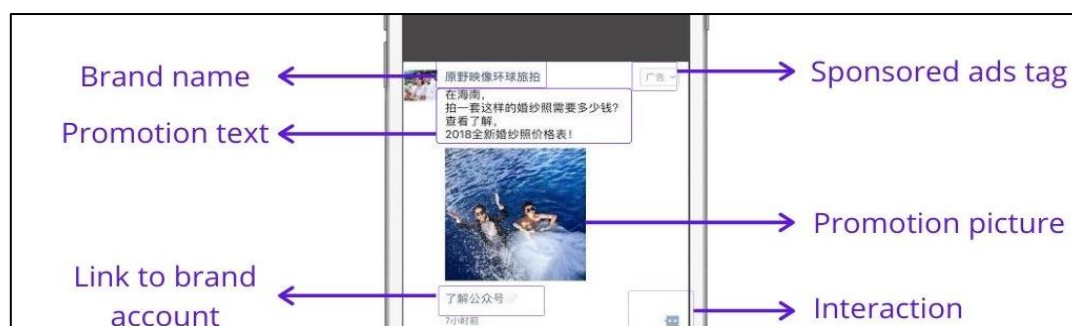 Brand name
原野映像环球旅拍
广告
Sponsored ads tag
Promotion text
在海南，
拍一套这样的婚纱照需要多少钱？
查看了解，
2018全新婚纱照价格表！
Promotion picture
Link to brand
account
了解公众号
7小时前
Interaction